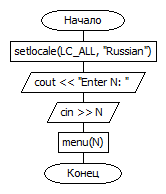 Начало
setlocale(LC_ALL, "Russian")
cout << "Enter N: "
cin >> N
menu(N)
Конец